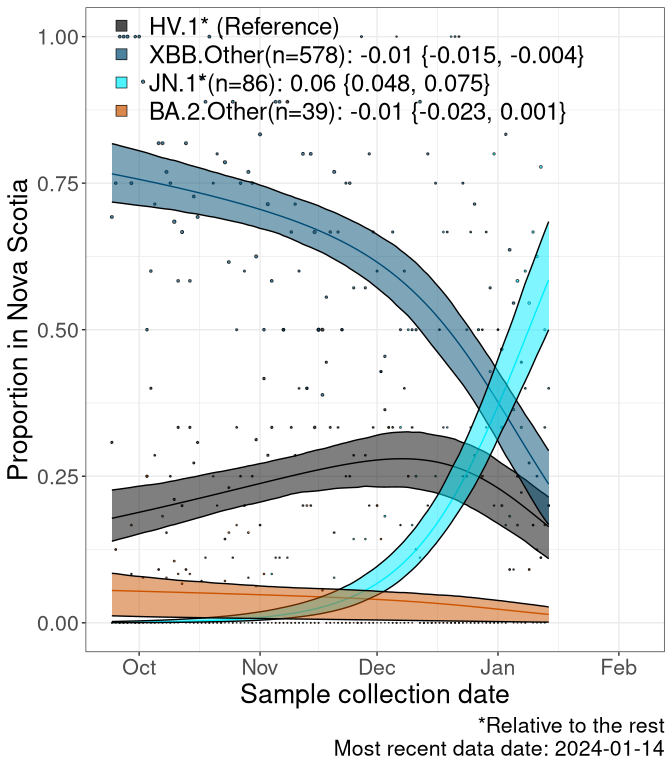 HV.1* (Reference)
XBB.Other(n=578): -0.01 {-0.015, -0.004}
JN.1*(n=86): 0.06 {0.048, 0.075}
BA.2.Other(n=39): -0.01 {-0.023, 0.001}
1.00
0.75
0.50
0.25
0.00
Proportion in Nova Scotia
Oct Nov Dec Jan Feb
Sample collection date
*Relative to the rest
Most recent data date: 2024-01-14